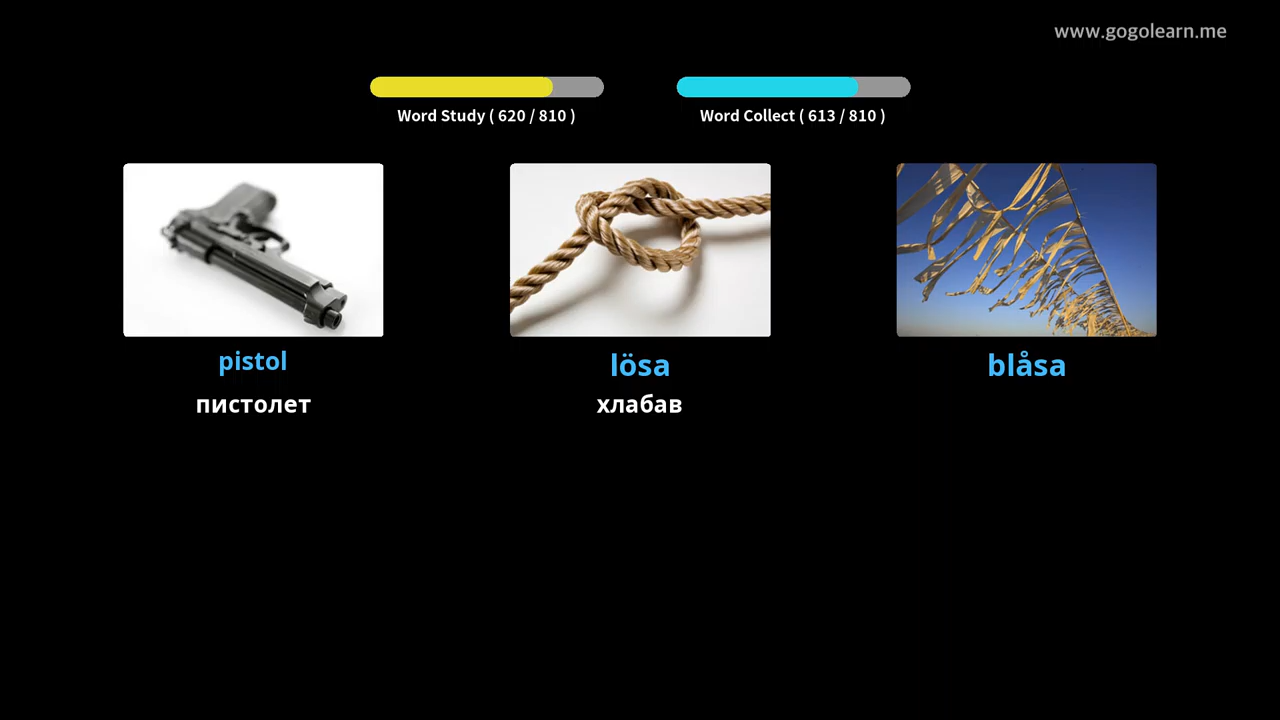 www.gogolearn.me
Word Study ( 620 / 810 )
Word Collect ( 613 / 810 )
pistol
lösa
blåsa
пистолет
хлабав